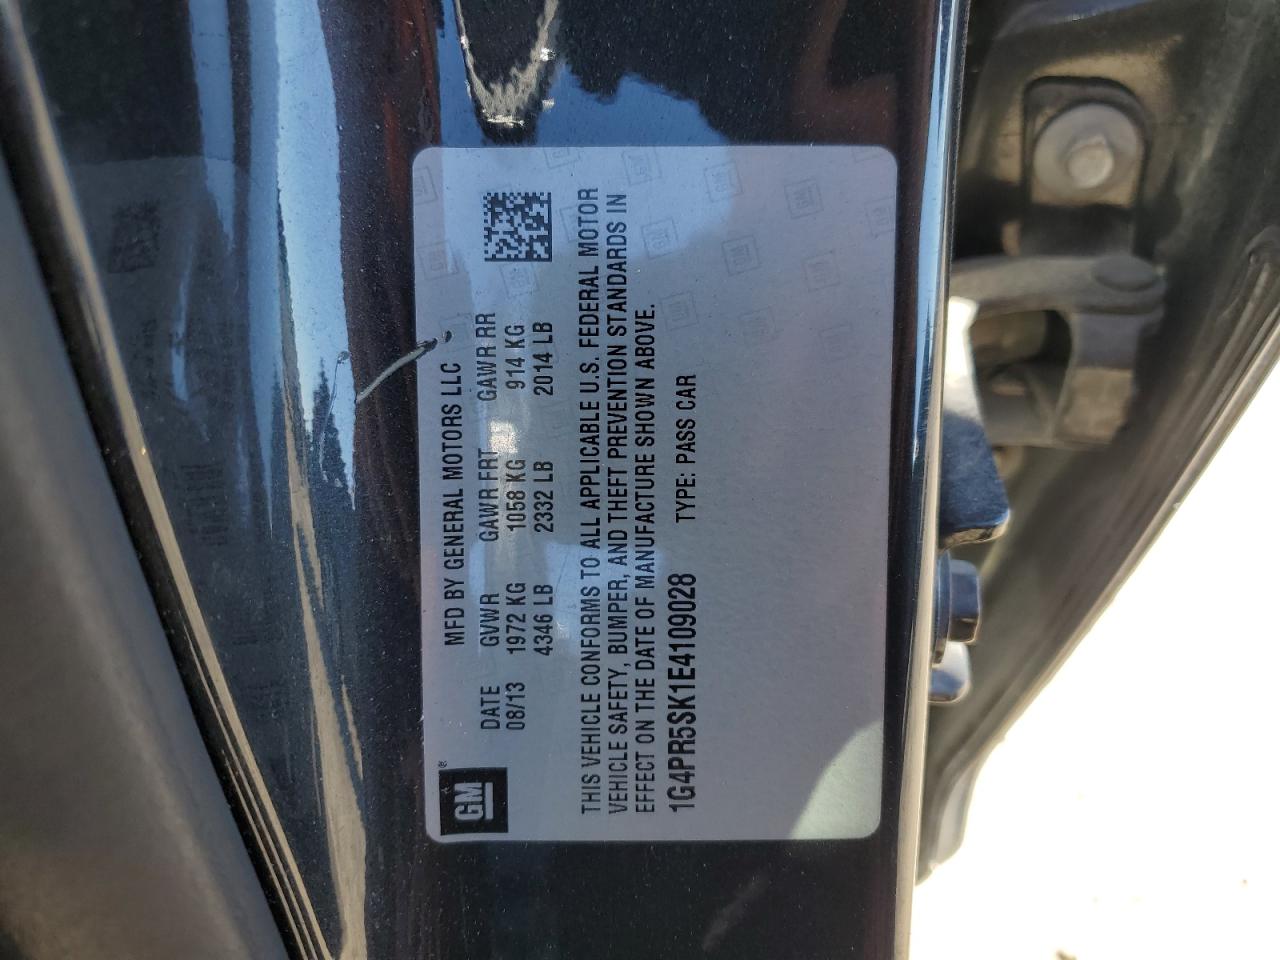 GM®
MFD BY GENERAL MOTORS LLC
DATE GVWR GAWR FRT GAWR RR
08/13 1972 KG 1058 KG 914 KG
4346 LB 2332 LB 2014 LB
THIS VEHICLE CONFORMS TO ALL APPLICABLE U.S. FEDERAL MOTOR
VEHICLE SAFETY, BUMPER, AND THEFT PREVENTION STANDARDS IN
EFFECT ON THE DATE OF MANUFACTURE SHOWN ABOVE.
1G4PR5SK1E4109028 TYPE: PASS CAR